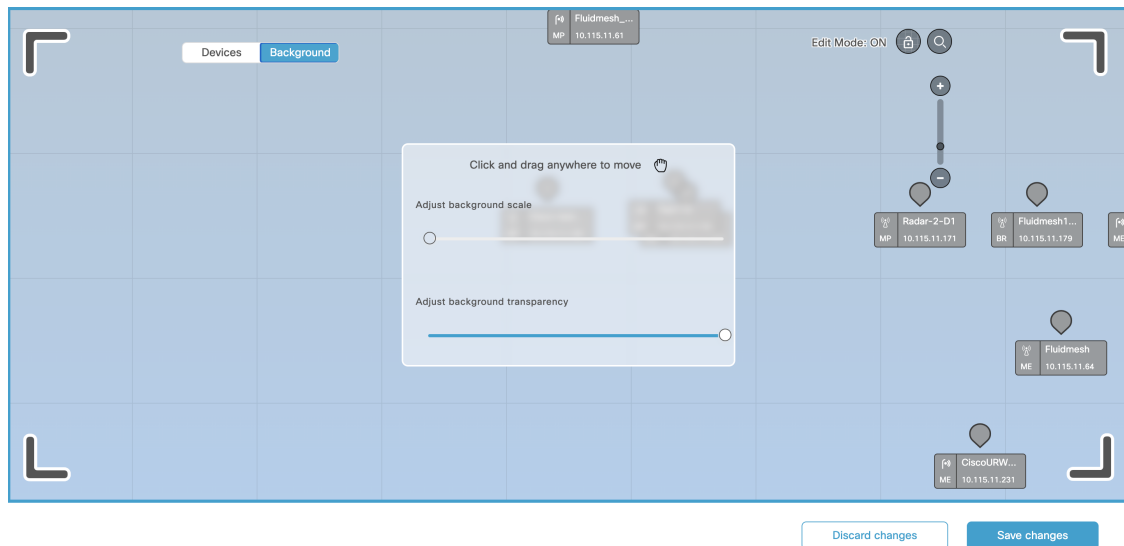 Fluidmesh_...
MP 10.115.11.61
Devices Background
Edit Mode: ON
Click and drag anywhere to move
Adjust background scale
Radar-2-D1
MP 10.115.11.171
Fluidmesh1...
BR 10.115.11.179
ME
Adjust background transparency
Fluidmesh
ME 10.115.11.64
CiscoURW...
ME 10.115.11.231
Discard changes Save changes